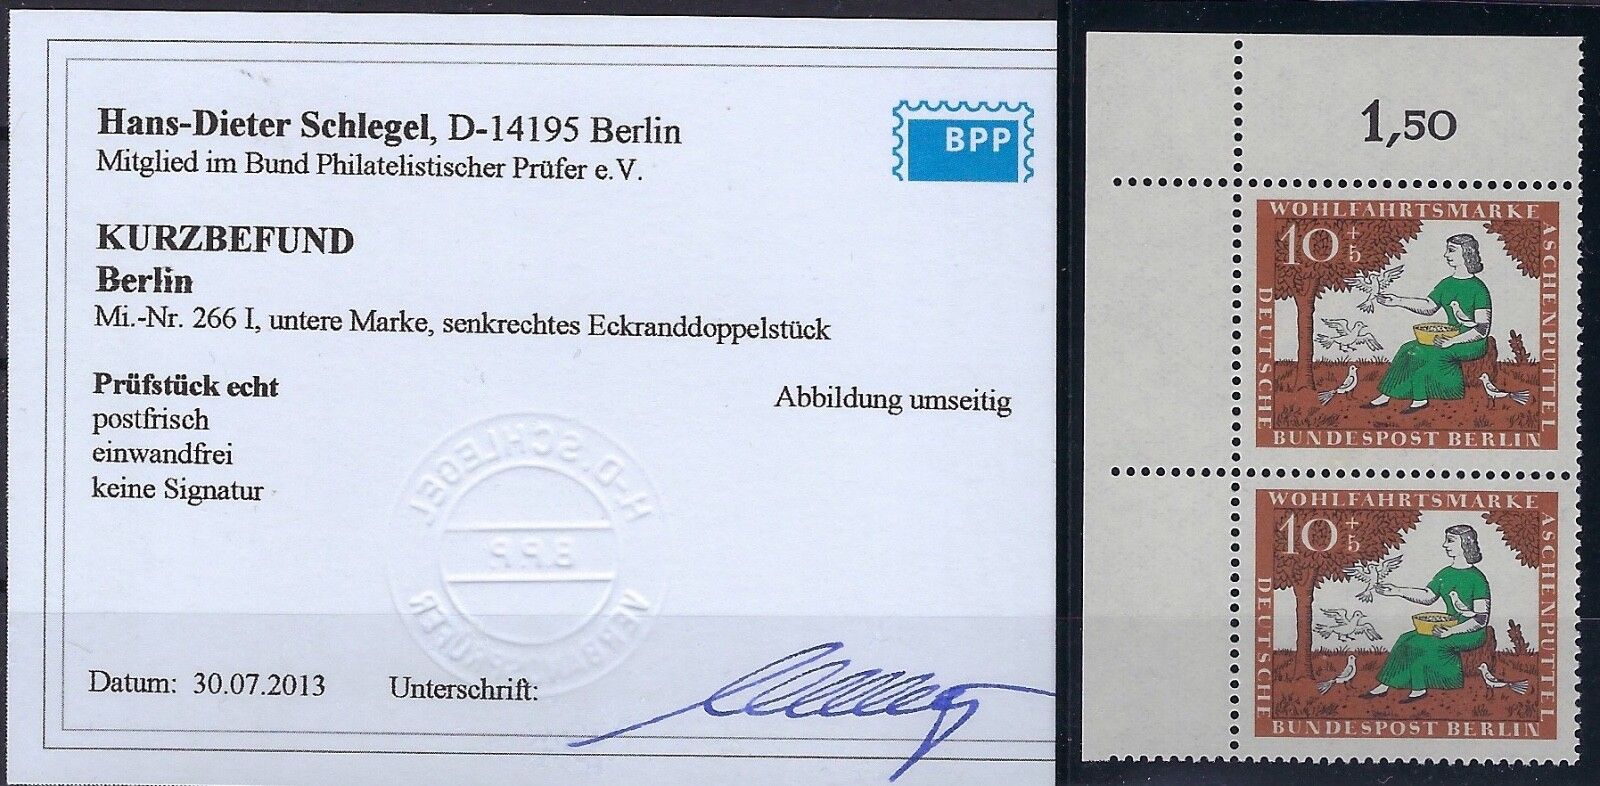 Hans-Dieter Schlegel, D-14195 Berlin
Mitglied im Bund Philatelistischer Prüfer e.V.
BPP
KURZBEFUND
Berlin
Mi.-Nr. 266 I, untere Marke, senkrechtes Eckranddoppelstück
Prüfstück echt
postfrisch
einwandfrei
keine Signatur
Abbildung umseitig
H.-D. SCHLEGEL
B.P.P.
Datum: 30.07.2013
Unterschrift:
1,50
WOHLFAHRTSMARKE
10 + 5
ASCHENPUTTEL
DEUTSCHE
BUNDESPOST BERLIN
WOHLFAHRTSMARKE
10 + 5
ASCHENPUTTEL
DEUTSCHE
BUNDESPOST BERLIN